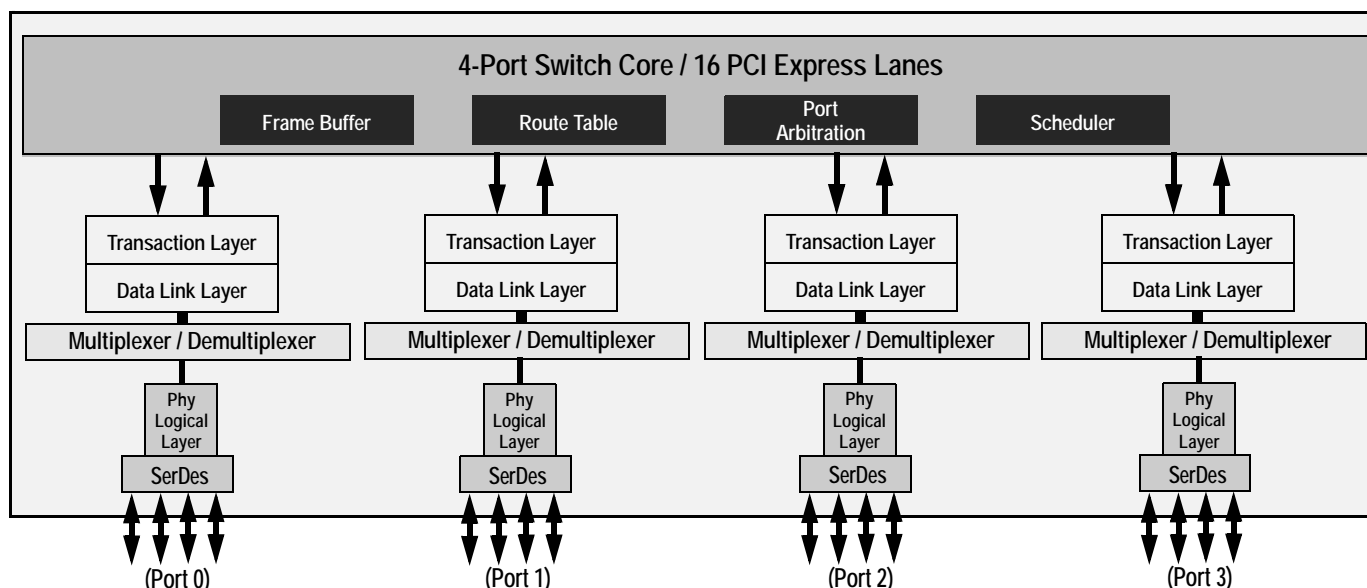 4-Port Switch Core / 16 PCI Express Lanes
Frame Buffer
Route Table
Port
Arbitration
Scheduler
Transaction Layer
Transaction Layer
Transaction Layer
Transaction Layer
Data Link Layer
Data Link Layer
Data Link Layer
Data Link Layer
Multiplexer / Demultiplexer
Multiplexer / Demultiplexer
Multiplexer / Demultiplexer
Multiplexer / Demultiplexer
Phy
Logical
Layer
Phy
Logical
Layer
Phy
Logical
Layer
Phy
Logical
Layer
SerDes
SerDes
SerDes
SerDes
(Port 0)
(Port 1)
(Port 2)
(Port 3)